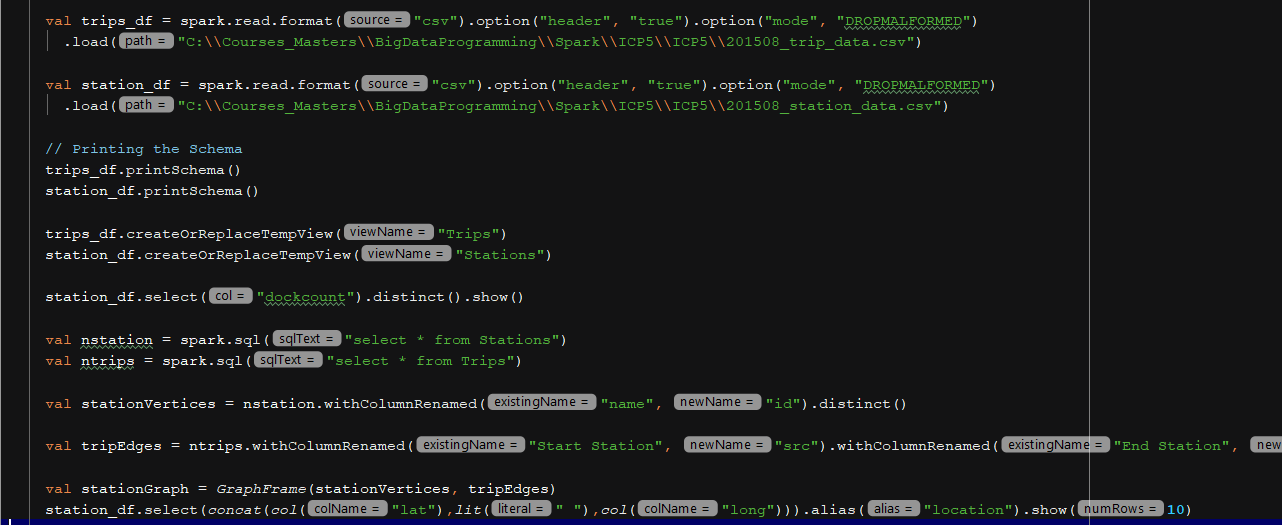 val trips_df = spark.read.format( source = "csv").option("header", "true").option("mode", "DROPMALFORMED")
.load( path = "C:\\Courses_Masters\\BigDataProgramming\\Spark\\ICP5\\ICP5\\201508_trip_data.csv")
val station_df = spark.read.format( source = "csv").option("header", "true").option("mode", "DROPMALFORMED")
.load( path = "C:\\Courses_Masters\\BigDataProgramming\\Spark\\ICP5\\ICP5\\201508_station_data.csv")
// Printing the Schema
trips_df.printSchema()
station_df.printSchema()
trips_df.createOrReplaceTempView( viewName = "Trips")
station_df.createOrReplaceTempView( viewName = "Stations")
station_df.select( col = "dockcount").distinct().show()
val nstation = spark.sql( sqlText = "select * from Stations")
val ntrips = spark.sql( sqlText = "select * from Trips")
val stationVertices = nstation.withColumnRenamed( existingName = "name", newName = "id").distinct()
val tripEdges = ntrips.withColumnRenamed( existingName = "Start Station", newName = "src").withColumnRenamed( existingName = "End Station", new
val stationGraph = GraphFrame(stationVertices, tripEdges)
station_df.select(concat(col( colName = "lat"),lit( literal = " "),col( colName = "long"))).alias( alias = "location").show( numRows = 10)